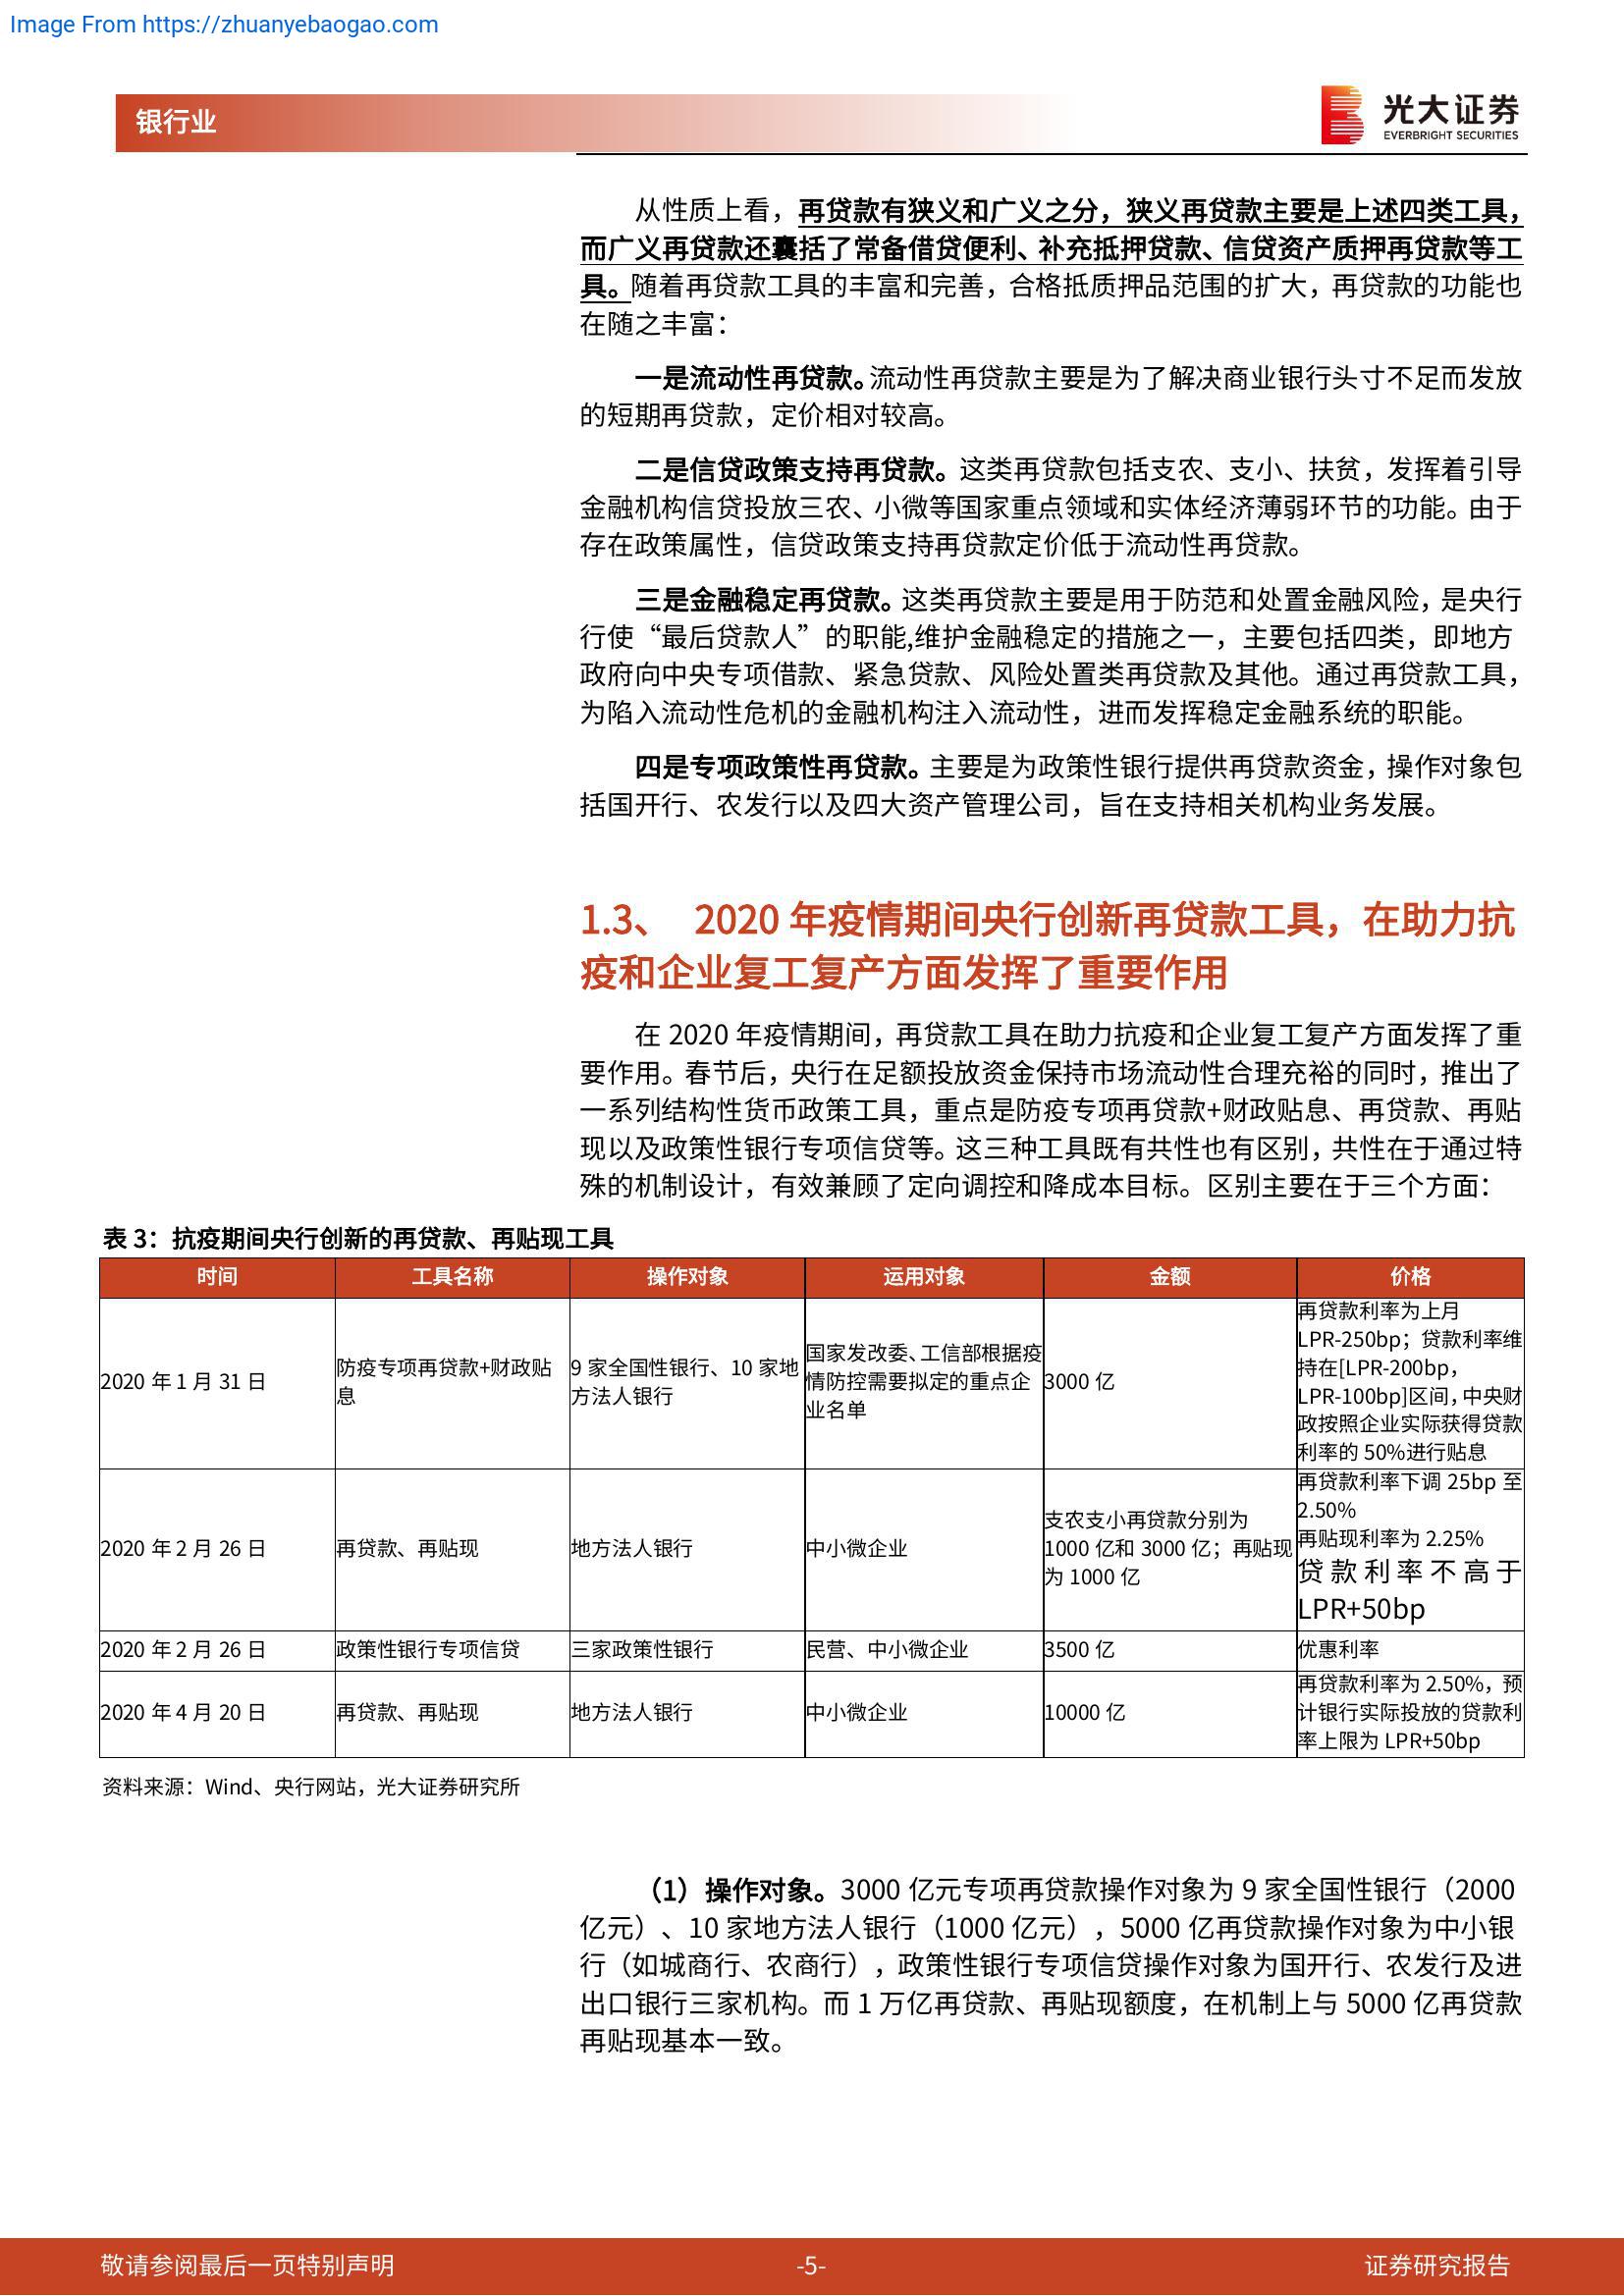 Image From https://zhuanyebaogao.com
银行业
光大证券
EVERBRIGHT SECURITIES
从性质上看，再贷款有狭义和广义之分，狭义再贷款主要是上述四类工具，
而广义再贷款还囊括了常备借贷便利、补充抵押贷款、信贷资产质押再贷款等工
具。随着再贷款工具的丰富和完善，合格抵质押品范围的扩大，再贷款的功能也
在随之丰富：
一是流动性再贷款。流动性再贷款主要是为了解决商业银行头寸不足而发放
的短期再贷款，定价相对较高。
二是信贷政策支持再贷款。这类再贷款包括支农、支小、扶贫，发挥着引导
金融机构信贷投放三农、小微等国家重点领域和实体经济薄弱环节的功能。由于
存在政策属性，信贷政策支持再贷款定价低于流动性再贷款。
三是金融稳定再贷款。这类再贷款主要是用于防范和处置金融风险，是央行
行使“最后贷款人”的职能,维护金融稳定的措施之一，主要包括四类，即地方
政府向中央专项借款、紧急贷款、风险处置类再贷款及其他。通过再贷款工具，
为陷入流动性危机的金融机构注入流动性，进而发挥稳定金融系统的职能。
四是专项政策性再贷款。主要是为政策性银行提供再贷款资金，操作对象包
括国开行、农发行以及四大资产管理公司，旨在支持相关机构业务发展。
1.3、 2020 年疫情期间央行创新再贷款工具，在助力抗
疫和企业复工复产方面发挥了重要作用
在 2020 年疫情期间，再贷款工具在助力抗疫和企业复工复产方面发挥了重
要作用。春节后，央行在足额投放资金保持市场流动性合理充裕的同时，推出了
一系列结构性货币政策工具，重点是防疫专项再贷款+财政贴息、再贷款、再贴
现以及政策性银行专项信贷等。这三种工具既有共性也有区别，共性在于通过特
殊的机制设计，有效兼顾了定向调控和降成本目标。区别主要在于三个方面：
表 3：抗疫期间央行创新的再贷款、再贴现工具
时间 工具名称 操作对象 运用对象 金额 价格
2020 年 1 月 31 日
防疫专项再贷款+财政贴
息
9 家全国性银行、10 家地
方法人银行
国家发改委、工信部根据疫
情防控需要拟定的重点企
业名单
3000 亿
再贷款利率为上月
LPR-250bp；贷款利率维
持在[LPR-200bp，
LPR-100bp]区间，中央财
政按照企业实际获得贷款
利率的 50%进行贴息
2020 年 2 月 26 日
再贷款、再贴现
地方法人银行
中小微企业
支农支小再贷款分别为
1000 亿和 3000 亿；再贴现
为 1000 亿
再贷款利率下调 25bp 至
2.50%
再贴现利率为 2.25%
贷款利率不高于
LPR+50bp
2020 年 2 月 26 日 政策性银行专项信贷 三家政策性银行 民营、中小微企业 3500 亿 优惠利率
2020 年 4 月 20 日
再贷款、再贴现
地方法人银行
中小微企业
10000 亿
再贷款利率为 2.50%，预
计银行实际投放的贷款利
率上限为 LPR+50bp
资料来源：Wind、央行网站，光大证券研究所
（1）操作对象。3000 亿元专项再贷款操作对象为 9 家全国性银行（2000
亿元）、10 家地方法人银行（1000 亿元），5000 亿再贷款操作对象为中小银
行（如城商行、农商行），政策性银行专项信贷操作对象为国开行、农发行及进
出口银行三家机构。而 1 万亿再贷款、再贴现额度，在机制上与 5000 亿再贷款
再贴现基本一致。
敬请参阅最后一页特别声明 -5- 证券研究报告